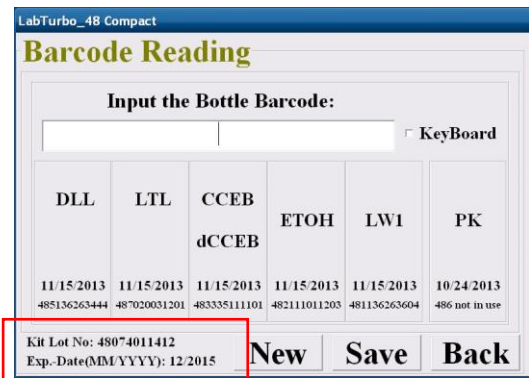 LabTurbo_48 Compact
Barcode Reading
Input the Bottle Barcode:
KeyBoard
DLL LTL CCEB dCCEB ETOH LW1 PK
11/15/2013 11/15/2013 11/15/2013 11/15/2013 11/15/2013 10/24/2013
485136263444 487020031201 483335111101 482111011203 481136263604 486 not in use
Kit Lot No: 48074011412
Exp.-Date(MM/YYYY): 12/2015
New Save Back